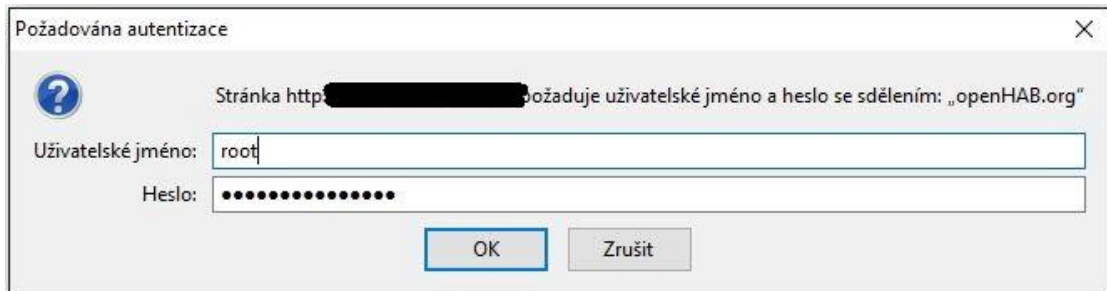 Požadována autentizace
Stránka http požaduje uživatelské jméno a heslo se sdělením: „openHAB.org“
Uživatelské jméno: root
Heslo: ●●●●●●●●●●●●●●●
OK Zrušit